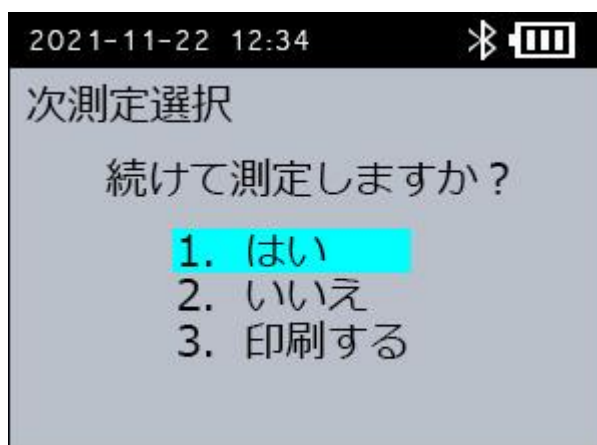 2021-11-22 12:34
次測定選択
続けて測定しますか？
1. はい
2. いいえ
3. 印刷する